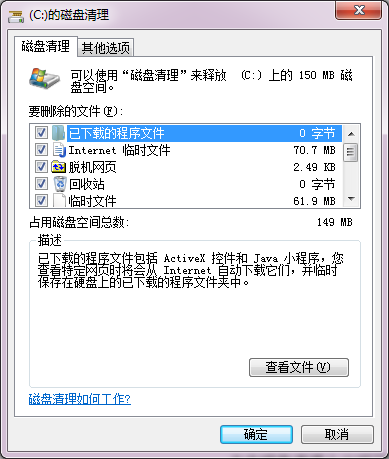 (C:)的磁盘清理
磁盘清理 其他选项
可以使用“磁盘清理”来释放 (C:) 上的 150 MB 磁
盘空间。
要删除的文件(F):
已下载的程序文件 0 字节
Internet 临时文件 70.7 MB
脱机网页 2.49 KB
回收站 0 字节
临时文件 61.9 MB
占用磁盘空间总数: 149 MB
描述
已下载的程序文件包括 ActiveX 控件和 Java 小程序，您
查看特定网页时将会从 Internet 自动下载它们，并临时
保存在硬盘上的已下载的程序文件夹中。
查看文件(V)
磁盘清理如何工作?
确定 取消